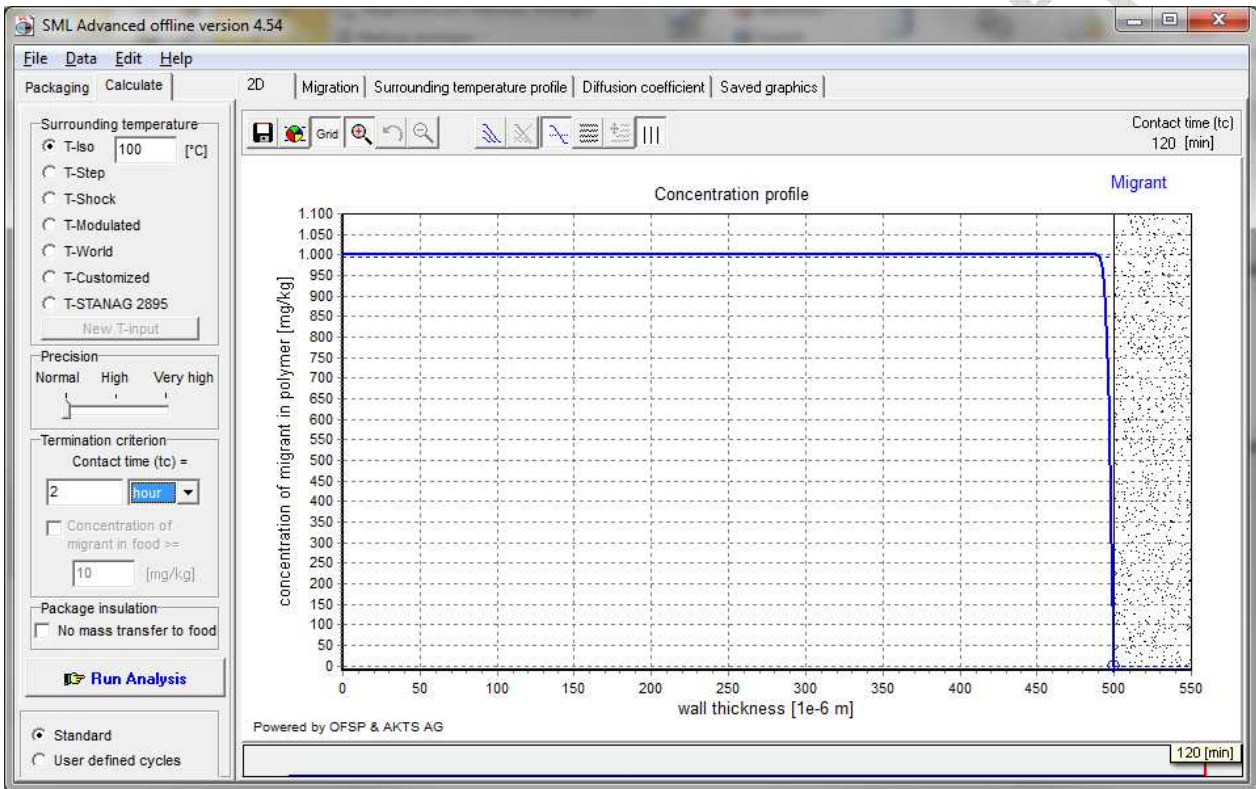 SML Advanced offline version 4.54
File Data Edit Help
Packaging Calculate
2D Migration Surrounding temperature profile Diffusion coefficient Saved graphics
Surrounding temperature
T-Iso 100 [°C]
T-Step
T-Shock
T-Modulated
T-World
T-Customized
T-STANAG 2895
New T-input
Precision
Normal High Very high
Termination criterion
Contact time (tc) =
2 hour
Concentration of
migrant in food >=
10 [mg/kg]
Package insulation
No mass transfer to food
Run Analysis
Standard
User defined cycles
Grid
Contact time (tc)
120 [min]
Concentration profile
Migrant
concentration of migrant in polymer [mg/kg]
1.100
1.050
1.000
950
900
850
800
750
700
650
600
550
500
450
400
350
300
250
200
150
100
50
0
0 50 100 150 200 250 300 350 400 450 500 550
wall thickness [1e-6 m]
Powered by OFSP & AKTS AG
120 [min]